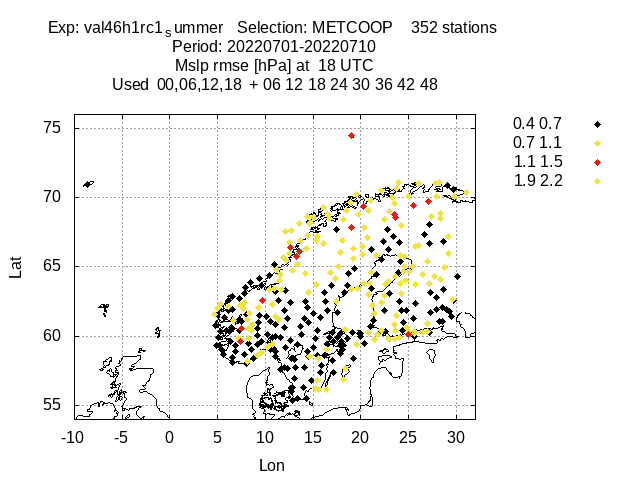 Exp: val46h1rc1summer Selection: METCOOP 352 stations
Period: 20220701-20220710
Mslp rmse [hPa] at 18 UTC
Used 00,06,12,18 + 06 12 18 24 30 36 42 48
0.4 0.7
0.7 1.1
1.1 1.5
1.9 2.2
75
70
65
60
55
Lat
-10 -5 0 5 10 15 20 25 30
Lon